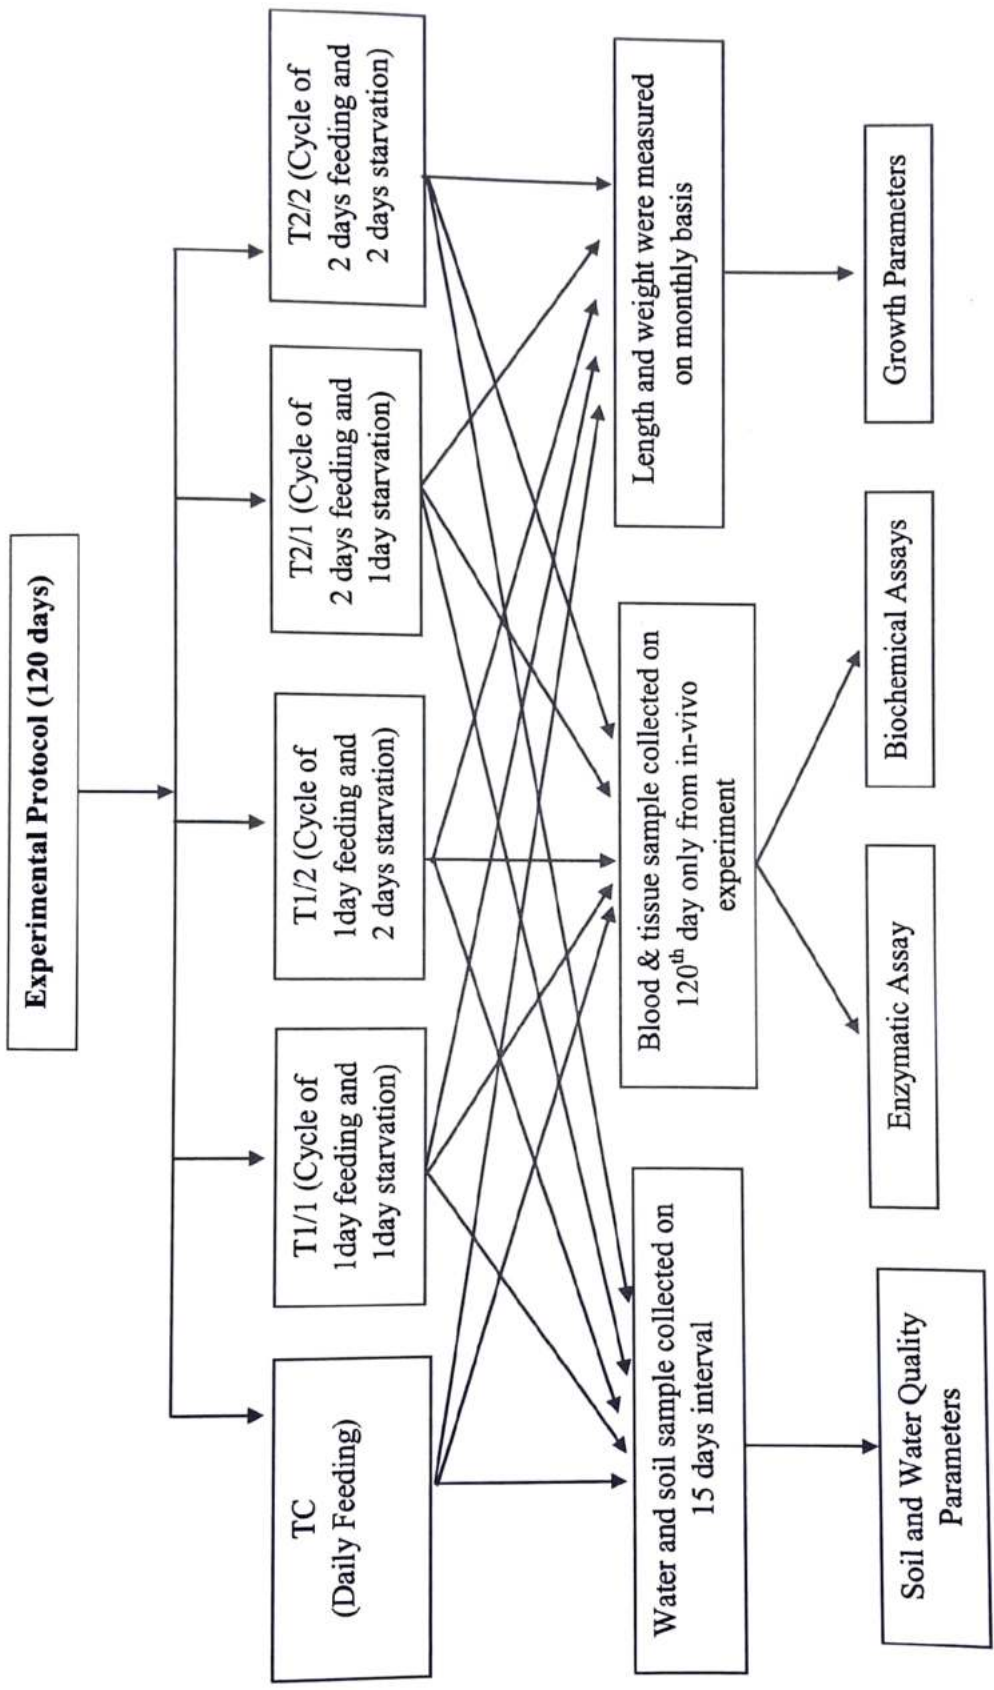 Experimental Protocol (120 days)
TC
(Daily Feeding)
T1/1 (Cycle of
1day feeding and
1day starvation)
T1/2 (Cycle of
1day feeding and
2 days starvation)
T2/1 (Cycle of
2 days feeding and
1day starvation)
T2/2 (Cycle of
2 days feeding and
2 days starvation)
Water and soil sample collected on
15 days interval
Blood & tissue sample collected on
120th day only from in-vivo
experiment
Length and weight were measured
on monthly basis
Soil and Water Quality
Parameters
Enzymatic Assay
Biochemical Assays
Growth Parameters